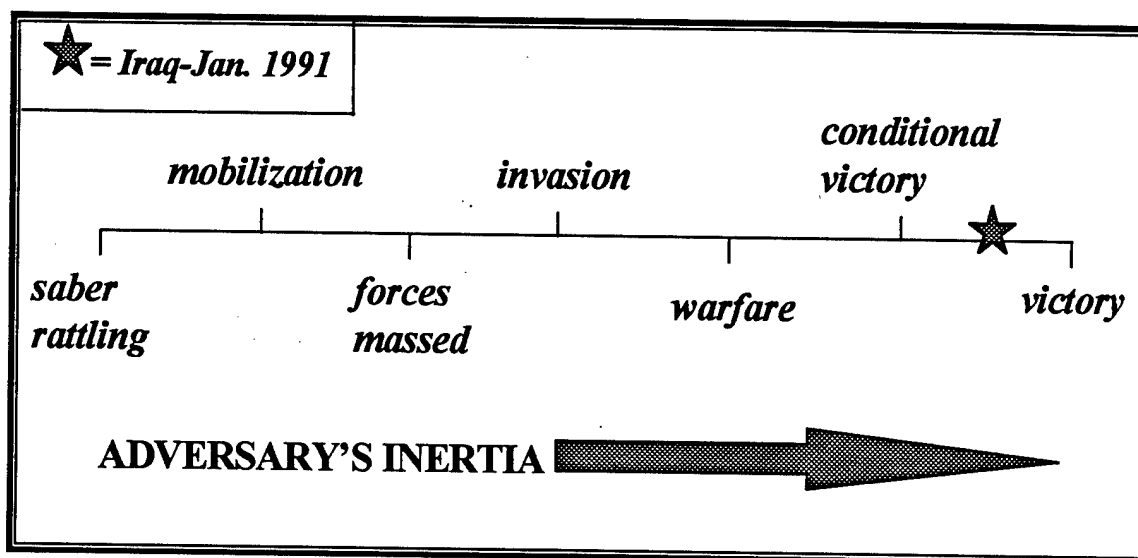 = Iraq-Jan. 1991
conditional
victory
mobilization
invasion
saber
rattling
forces
massed
warfare
victory
ADVERSARY'S INERTIA